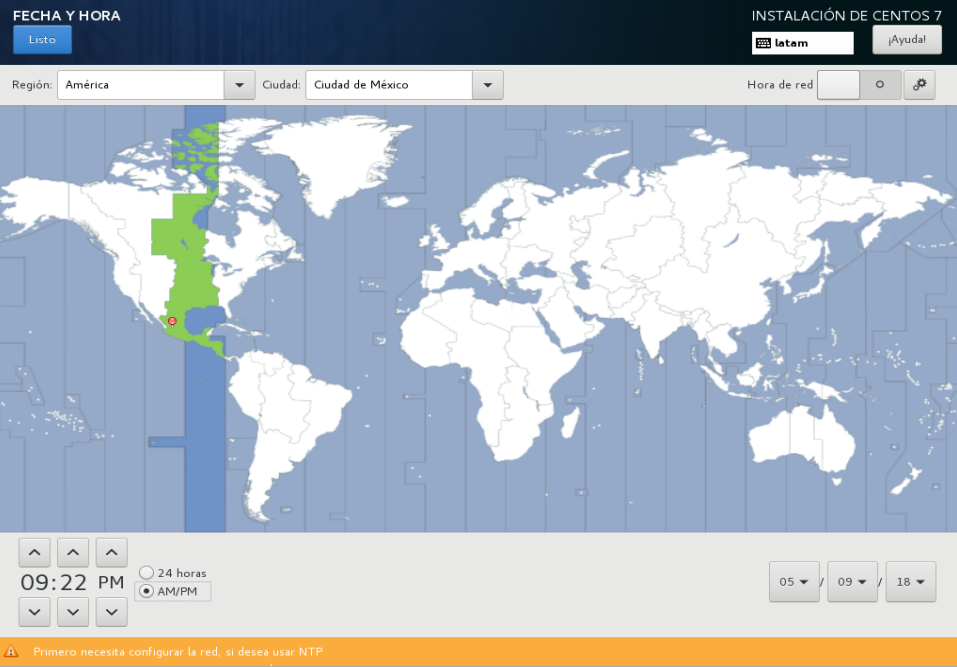 FECHA Y HORA
INSTALACIÓN DE CENTOS 7
Listo
latam
¡Ayuda!
Región:
América
Ciudad:
Ciudad de México
Hora de red
O
24 horas
09:22 PM
AM/PM
05 / 09 / 18
Primero necesita configurar la red, si desea usar NTP